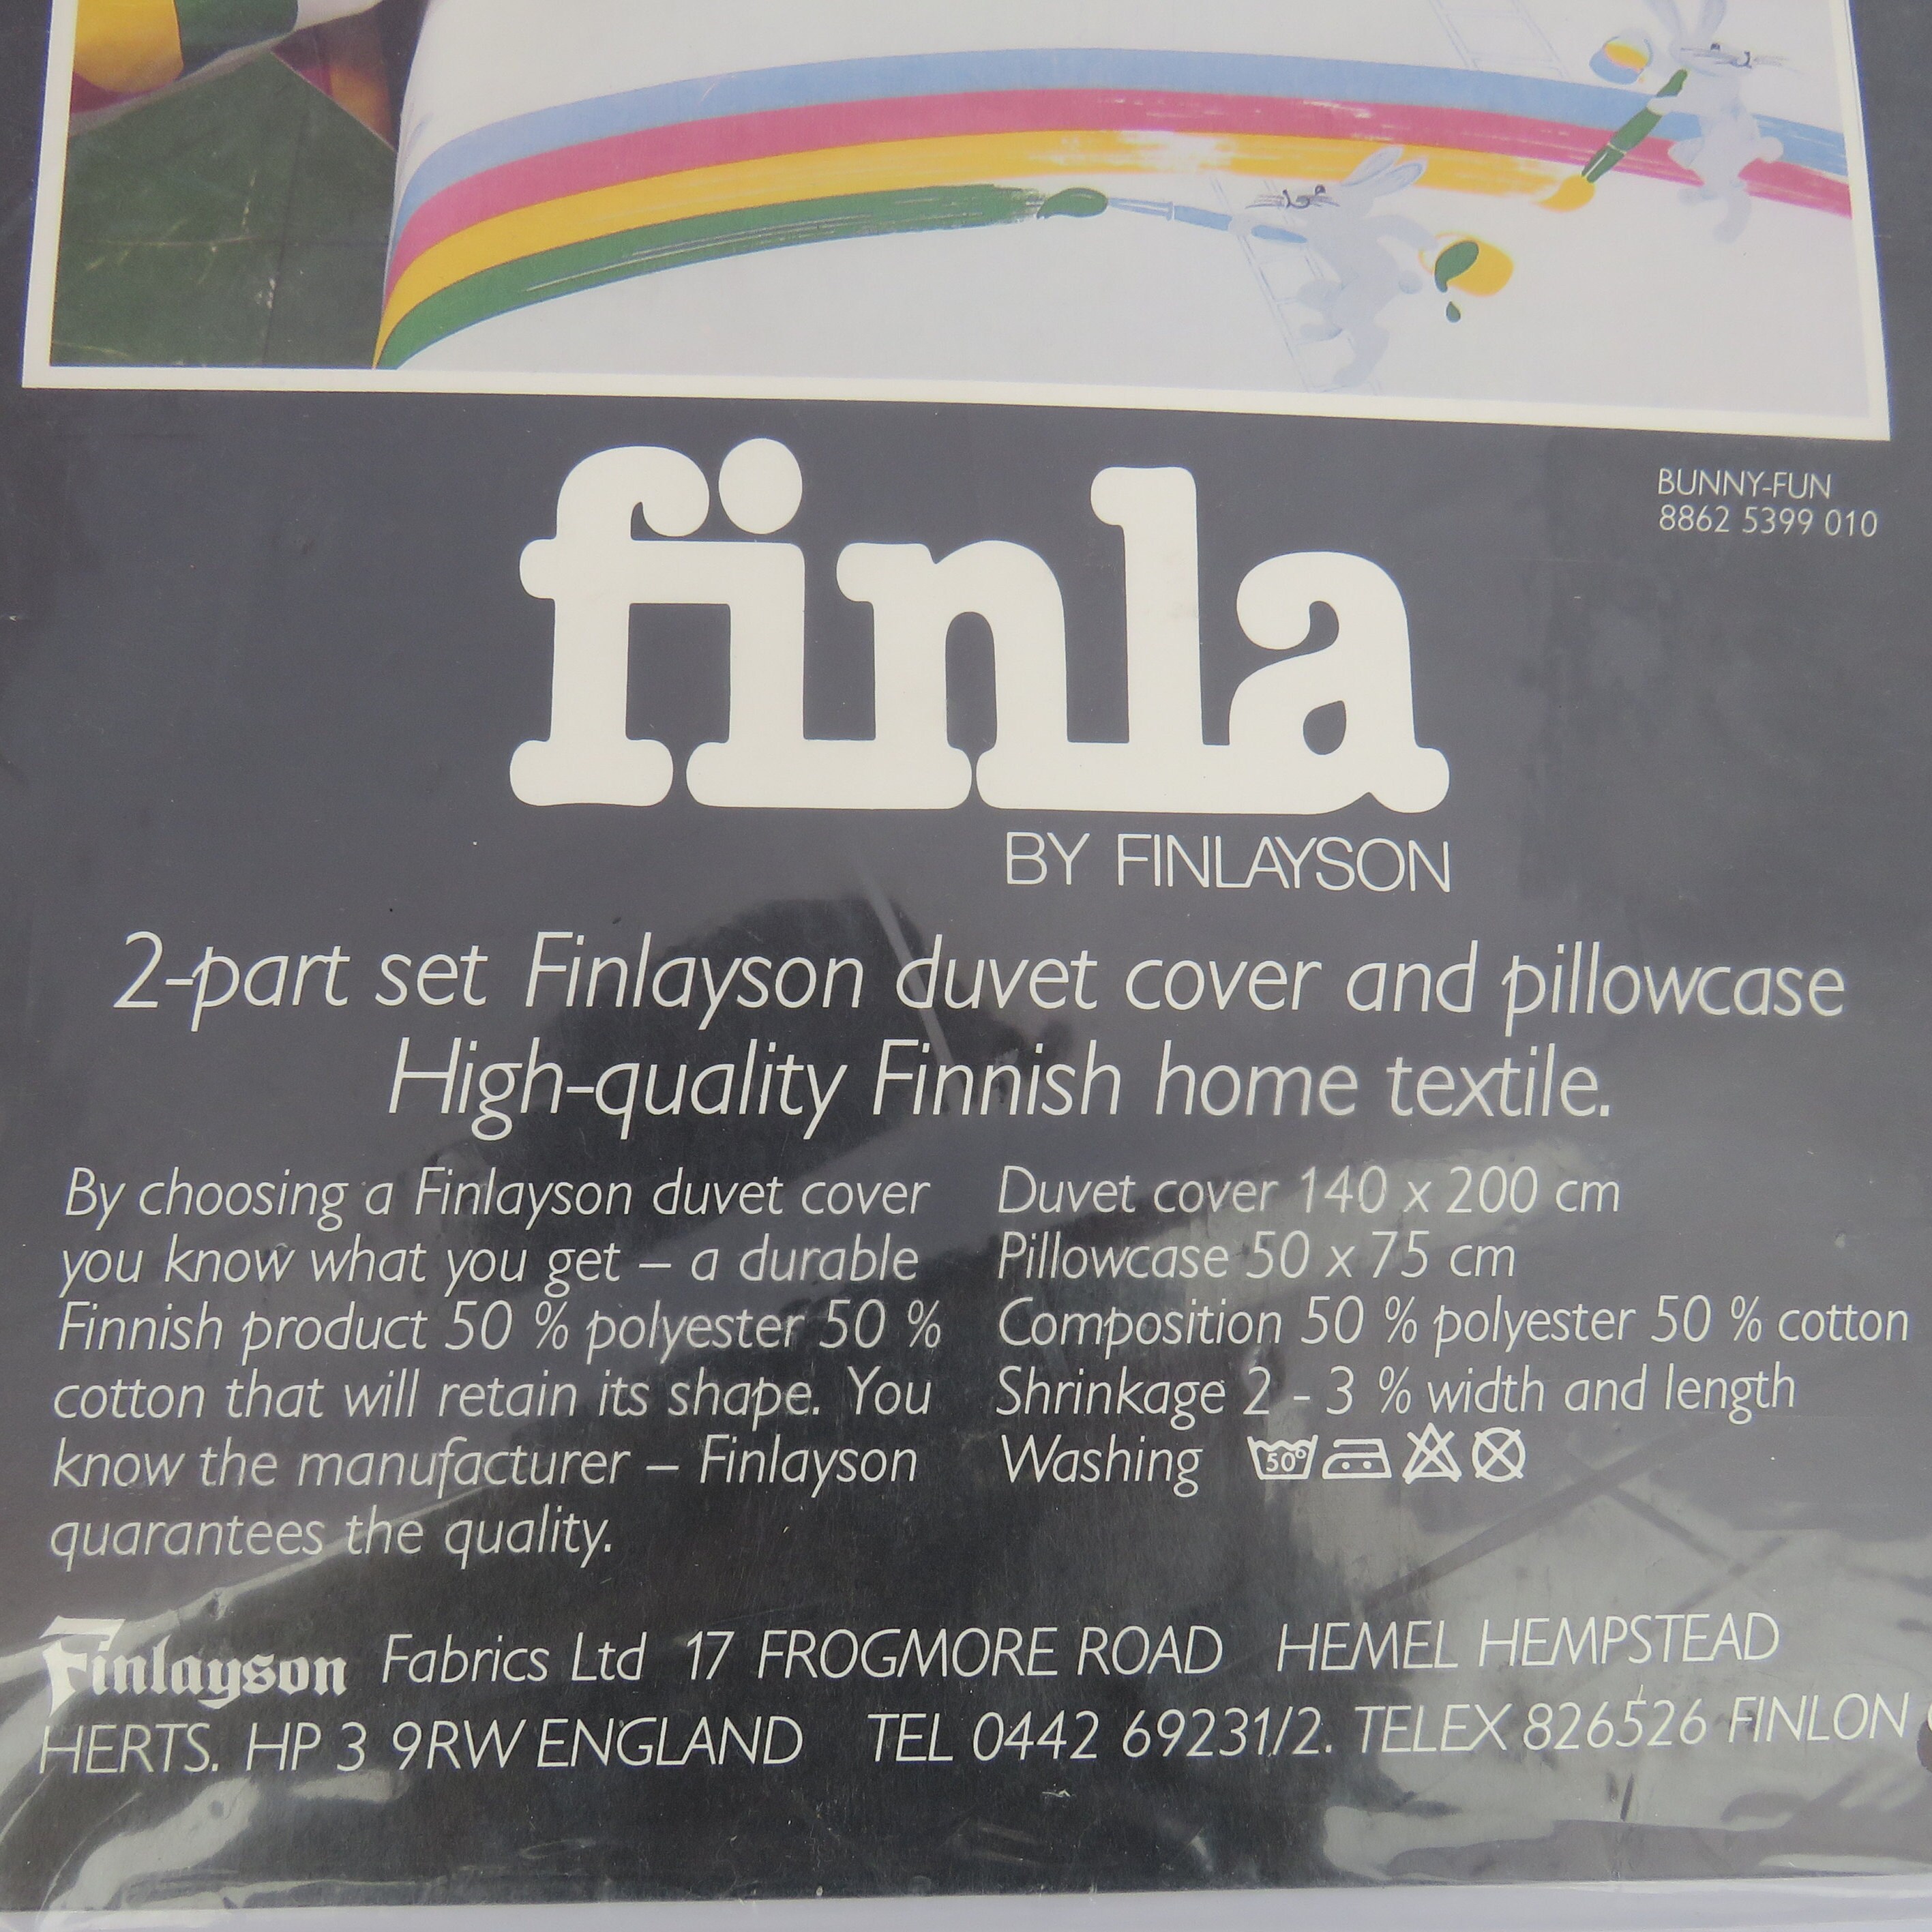 BUNNY-FUN
8862 5399 010
finla
BY FINLAYSON
2-part set Finlayson duvet cover and pillowcase
High-quality Finnish home textile.
By choosing a Finlayson duvet cover
you know what you get – a durable
Finnish product 50 % polyester 50 %
cotton that will retain its shape. You
know the manufacturer – Finlayson
quarantees the quality.
Duvet cover 140 x 200 cm
Pillowcase 50 x 75 cm
Composition 50 % polyester 50 % cotton
Shrinkage 2 - 3 % width and length
Washing 50°
Finlayson Fabrics Ltd 17 FROGMORE ROAD HEMEL HEMPSTEAD
HERTS. HP 3 9RW ENGLAND TEL 0442 69231/2. TELEX 826526 FINLON